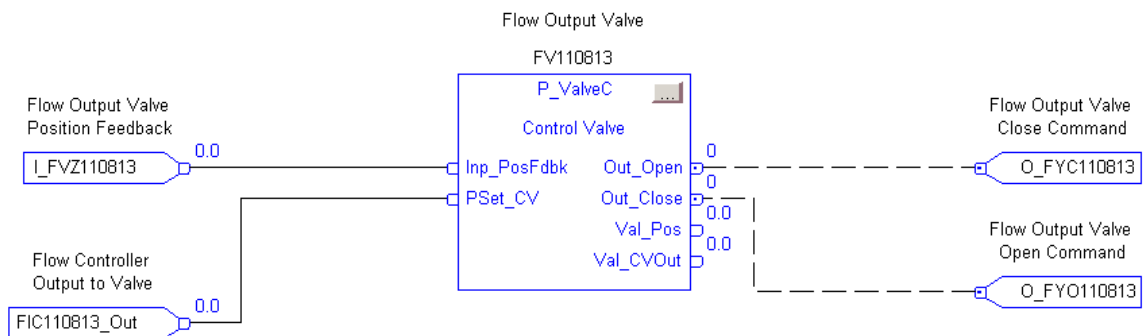 Flow Output Valve
FV110813
P_ValveC
...
Control Valve
Flow Output Valve
Position Feedback
I_FVZ110813
0.0
Inp_PosFdbk
PSet_CV
Flow Controller
Output to Valve
FIC110813_Out
0.0
Out_Open
0
Out_Close
0
Val_Pos
0.0
Val_CVOut
0.0
Flow Output Valve
Close Command
O_FYC110813
Flow Output Valve
Open Command
O_FYO110813